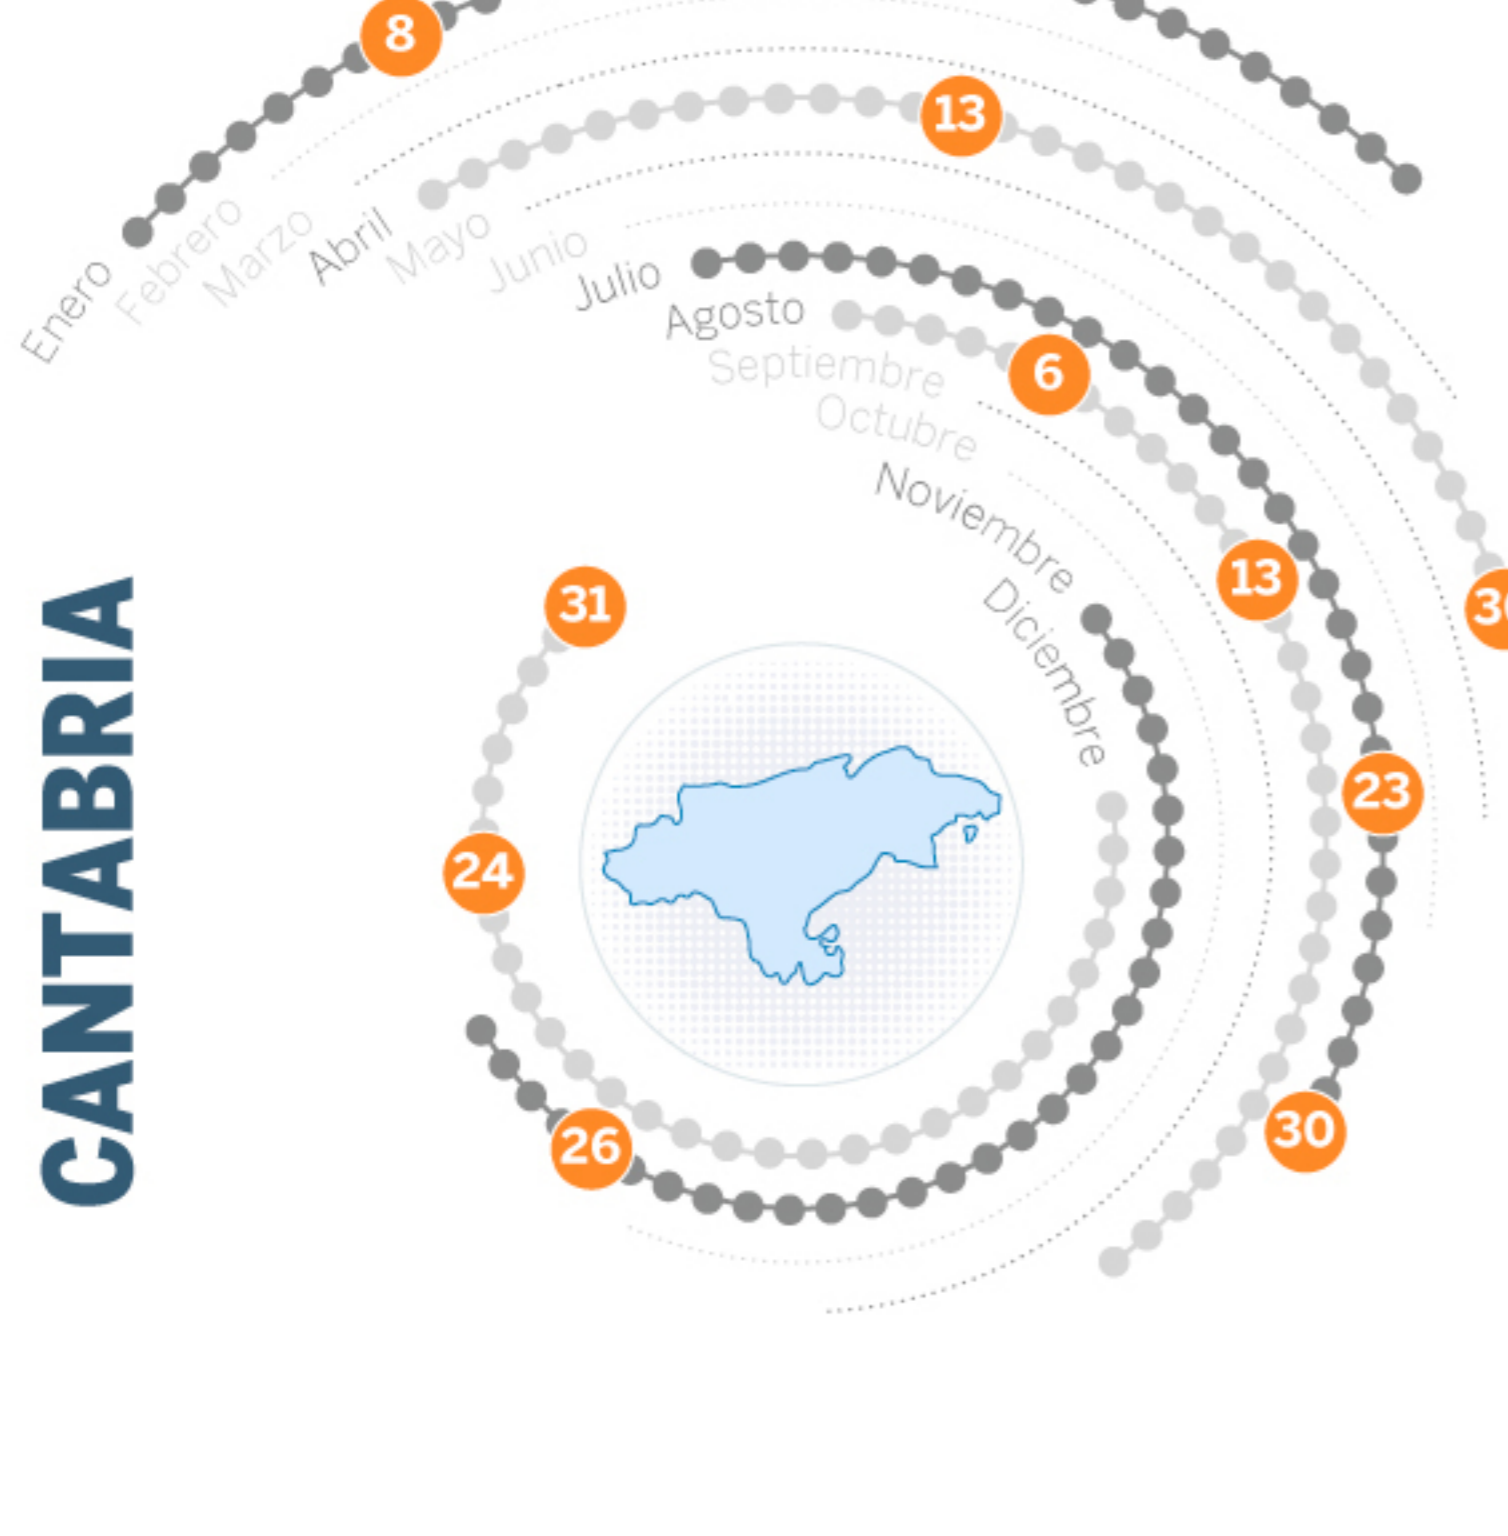 8
13
Enero
Febrero
Marzo
Abril
Mayo
Junio
Julio
Agosto
Septiembre
Octubre
Noviembre
Diciembre
6
13
31
23
24
30
26
CANTABRIA